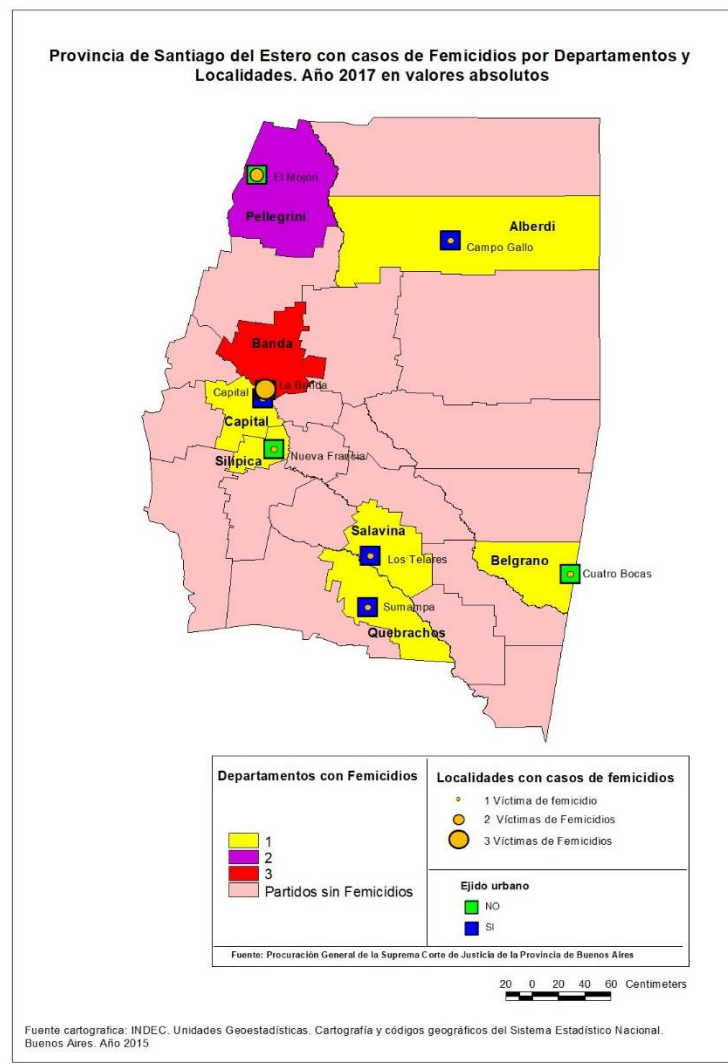 Provincia de Santiago del Estero con casos de Femicidios por Departamentos y
Localidades. Año 2017 en valores absolutos
El Mojón
Pellegrini
Alberdi
Campo Gallo
Banda
La Banda
Capital
Capital
Silípica
Nueva Francia
Salavina
Los Telares
Belgrano
Cuatro Bocas
Sumampa
Quebrachos
Departamentos con Femicidios
1
2
3
Partidos sin Femicidios
Localidades con casos de femicidios
1 Víctima de femicidio
2 Víctimas de Femicidios
3 Víctimas de Femicidios
Ejido urbano
NO
SI
Fuente: Procuración General de la Suprema Corte de Justicia de la Provincia de Buenos Aires
20 0 20 40 60 Centimeters
Fuente cartografica: INDEC. Unidades Geoestadísticas. Cartografía y códigos geográficos del Sistema Estadístico Nacional.
Buenos Aires. Año 2015